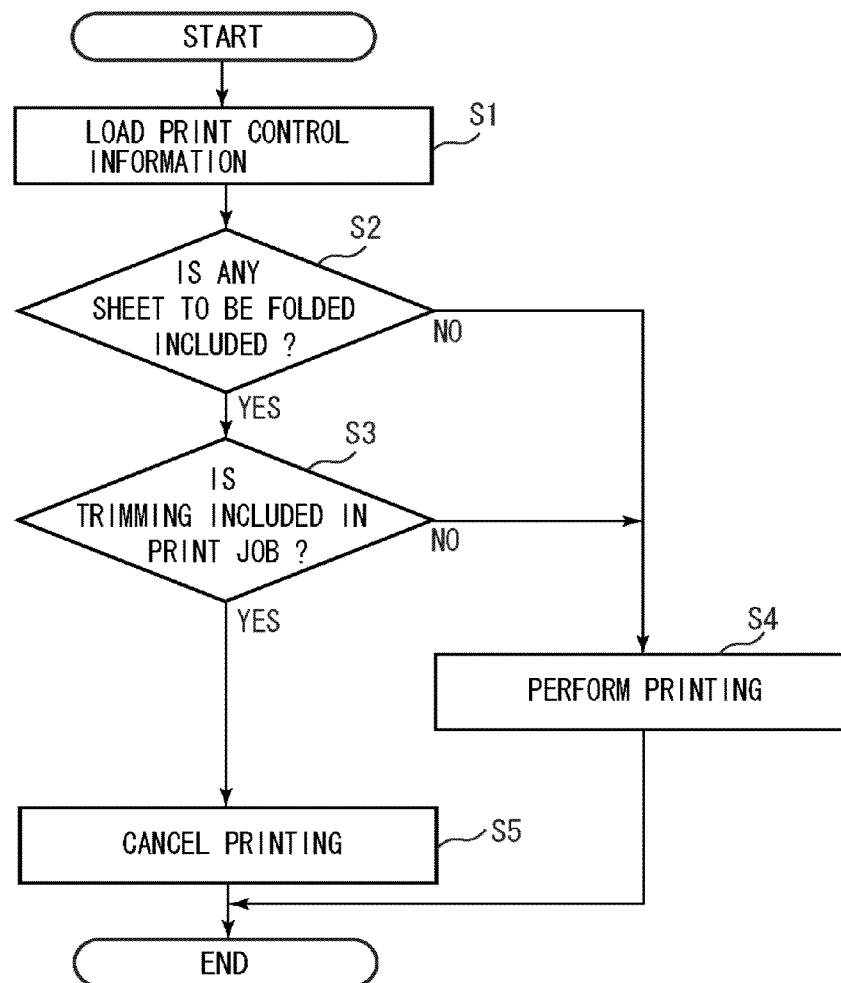 START
LOAD PRINT CONTROL
INFORMATION
S1
S2
IS ANY
SHEET TO BE FOLDED
INCLUDED ?
NO
YES
S3
IS
TRIMMING INCLUDED IN
PRINT JOB ?
NO
YES
S4
PERFORM PRINTING
CANCEL PRINTING
S5
END